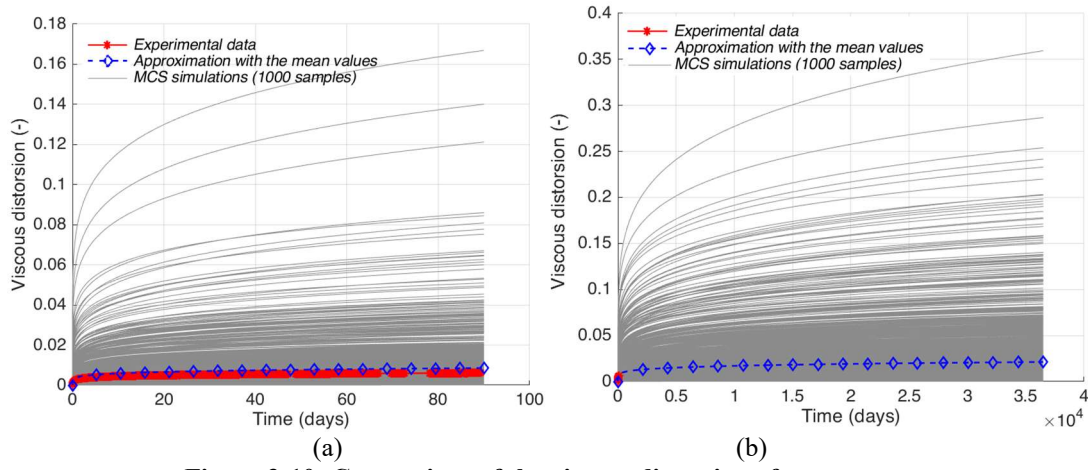 0.18
0.16
0.14
0.12
0.1
0.08
0.06
0.04
0.02
0
Viscous distorsion (-)
Experimental data
Approximation with the mean values
MCS simulations (1000 samples)
0 20 40 60 80 100
Time (days)
(a)
0.4
0.35
0.3
0.25
0.2
0.15
0.1
0.05
0
Viscous distorsion (-)
Experimental data
Approximation with the mean values
MCS simulations (1000 samples)
0 0.5 1 1.5 2 2.5 3 3.5 4
×10⁴
Time (days)
(b)